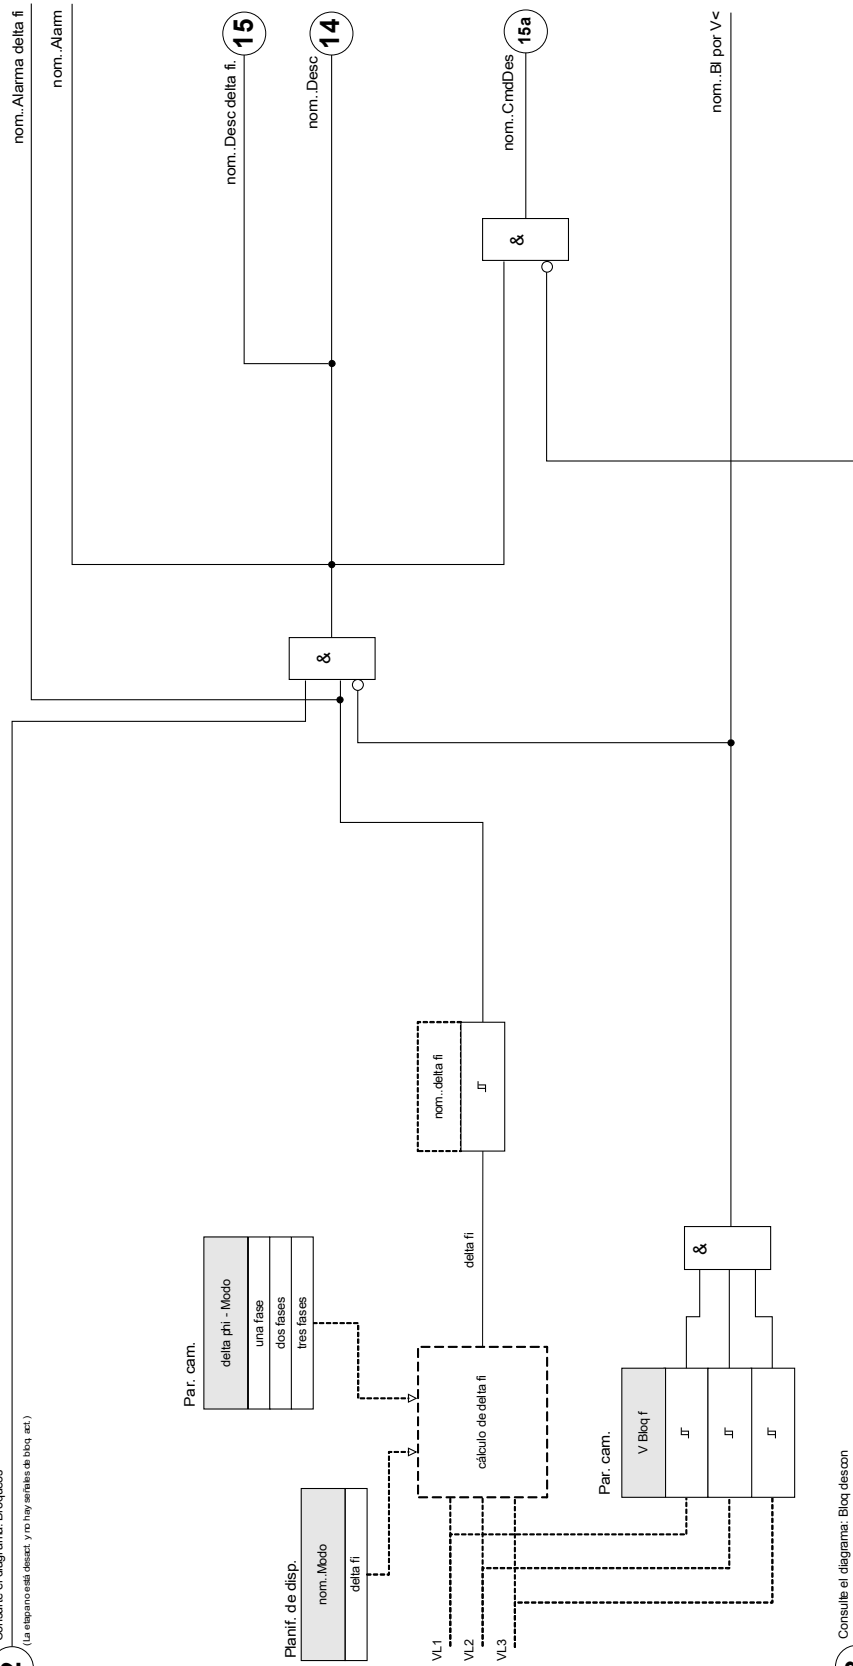 nom..Alarma delta fi
nom..Alarm
15
nom..Desc delta fi.
14
nom..Desc
15a
nom..CmdDes
nom..Bl por V<
&
&
nom..delta fi
delta fi
&
Par. cam.
delta phi - Modo
una fase
dos fases
tres fases
cálculo de delta fi
Par. cam.
V Bloq f
Planif. de disp.
nom..Modo
delta fi
VL1
VL2
VL3
(La etapa no está desact. y no hay señales de bloq. act.)
Consulte el diagrama: Bloq descon